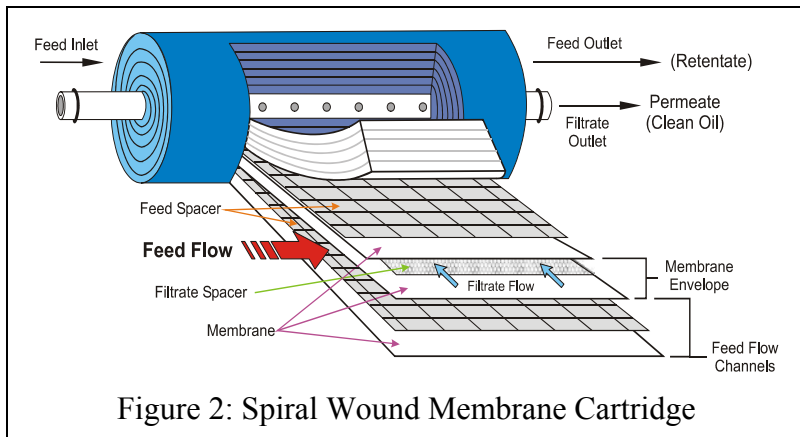 Feed Inlet
Feed Outlet
(Retentate)
Permeate
(Clean Oil)
Filtrate
Outlet
Feed Spacer
Feed Flow
Filtrate Spacer
Filtrate Flow
Membrane
Membrane
Envelope
Feed Flow
Channels
Figure 2: Spiral Wound Membrane Cartridge